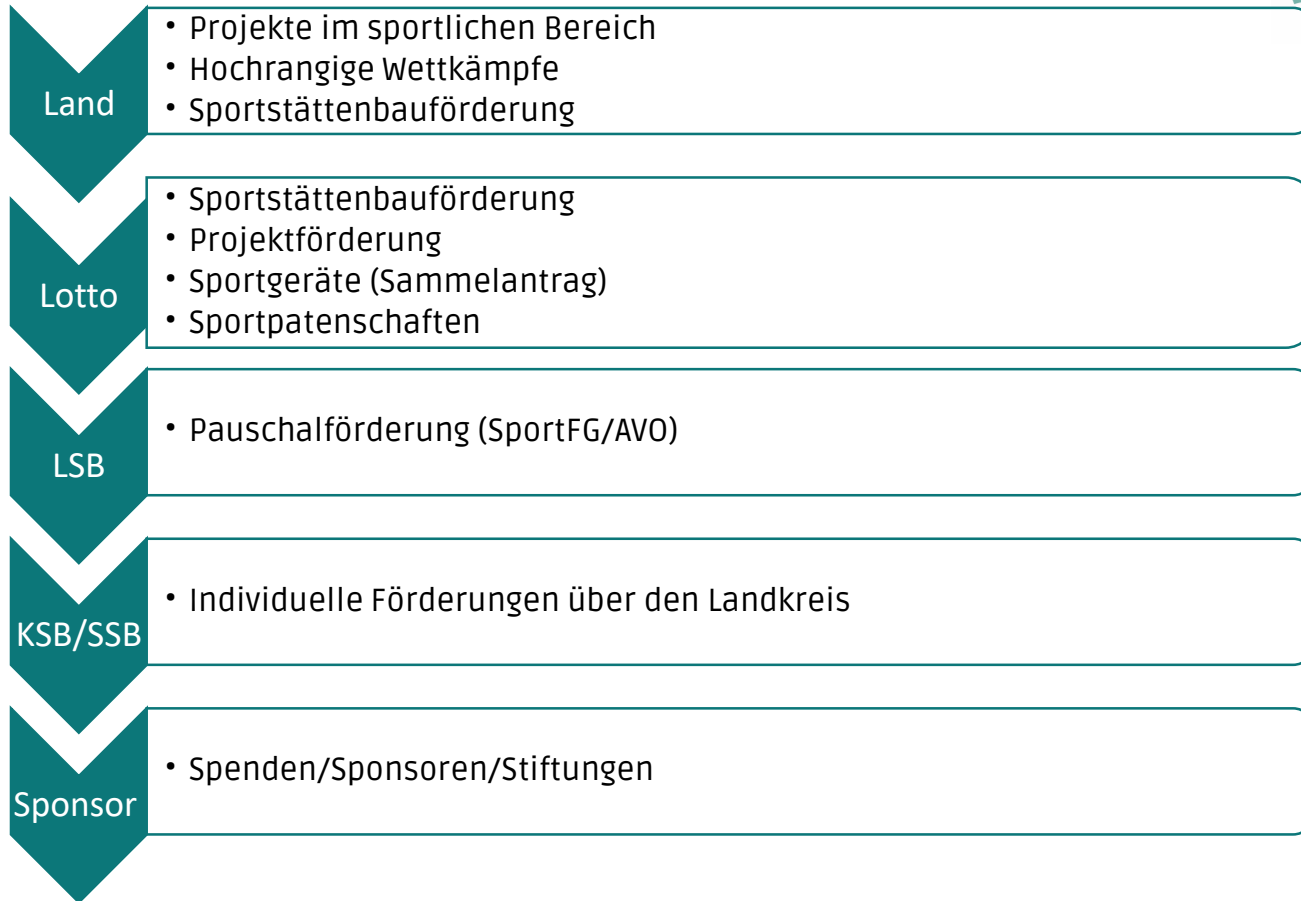 Land
• Projekte im sportlichen Bereich
• Hochrangige Wettkämpfe
• Sportstättenbauförderung
Lotto
• Sportstättenbauförderung
• Projektförderung
• Sportgeräte (Sammelantrag)
• Sportpatenschaften
LSB
• Pauschalförderung (SportFG/AVO)
KSB/SSB
• Individuelle Förderungen über den Landkreis
Sponsor
• Spenden/Sponsoren/Stiftungen